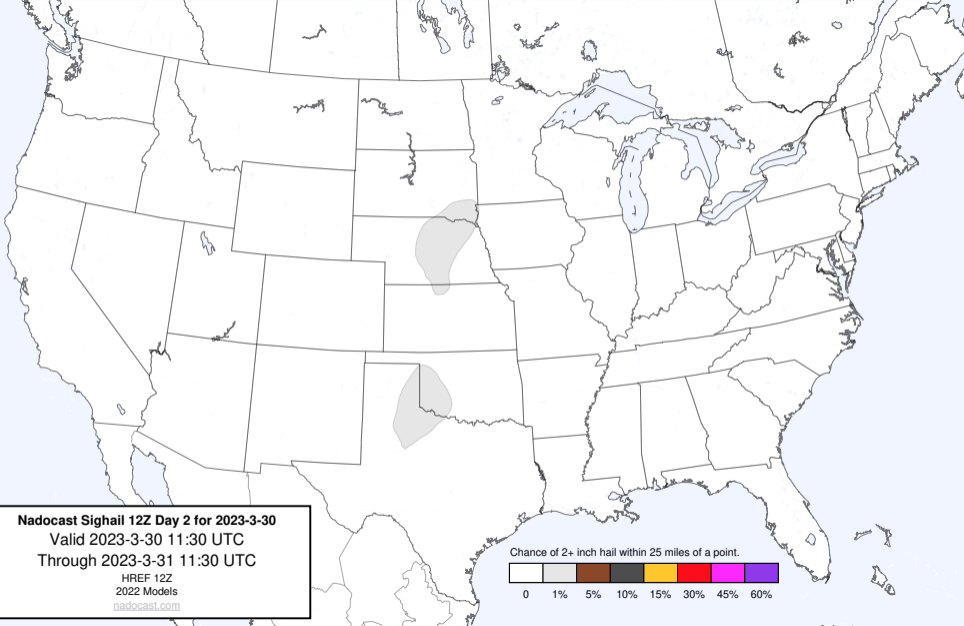 Nadocast Sighail 12Z Day 2 for 2023-3-30
Valid 2023-3-30 11:30 UTC
Through 2023-3-31 11:30 UTC
HREF 12Z
2022 Models
nadocast.com
Chance of 2+ inch hail within 25 miles of a point.
0 1% 5% 10% 15% 30% 45% 60%